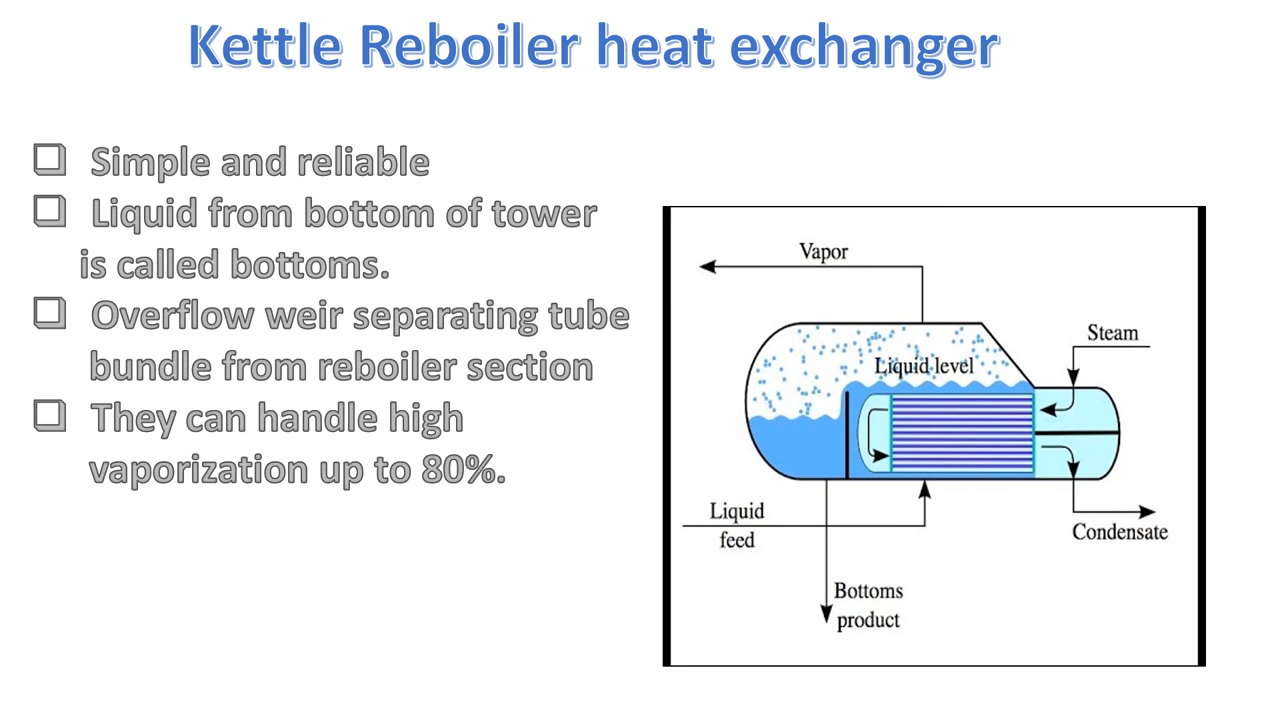 Kettle Reboiler heat exchanger
Simple and reliable
Liquid from bottom of tower
is called bottoms.
Overflow weir separating tube
bundle from reboiler section
They can handle high
vaporization up to 80%.
Vapor
Steam
Liquid level
Liquid
feed
Condensate
Bottoms
product